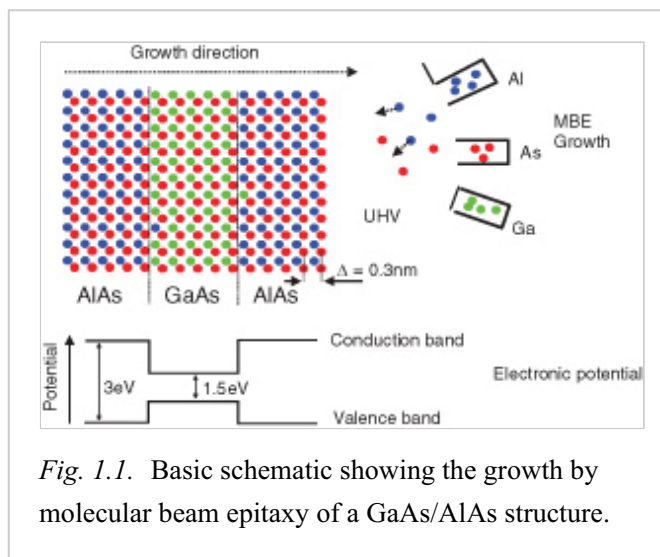 Growth direction
Al
MBE
Growth
As
UHV
Ga
Δ = 0.3nm
AlAs
GaAs
AlAs
Potential
3eV
1.5eV
Conduction band
Electronic potential
Valence band
Fig. 1.1. Basic schematic showing the growth by
molecular beam epitaxy of a GaAs/AlAs structure.